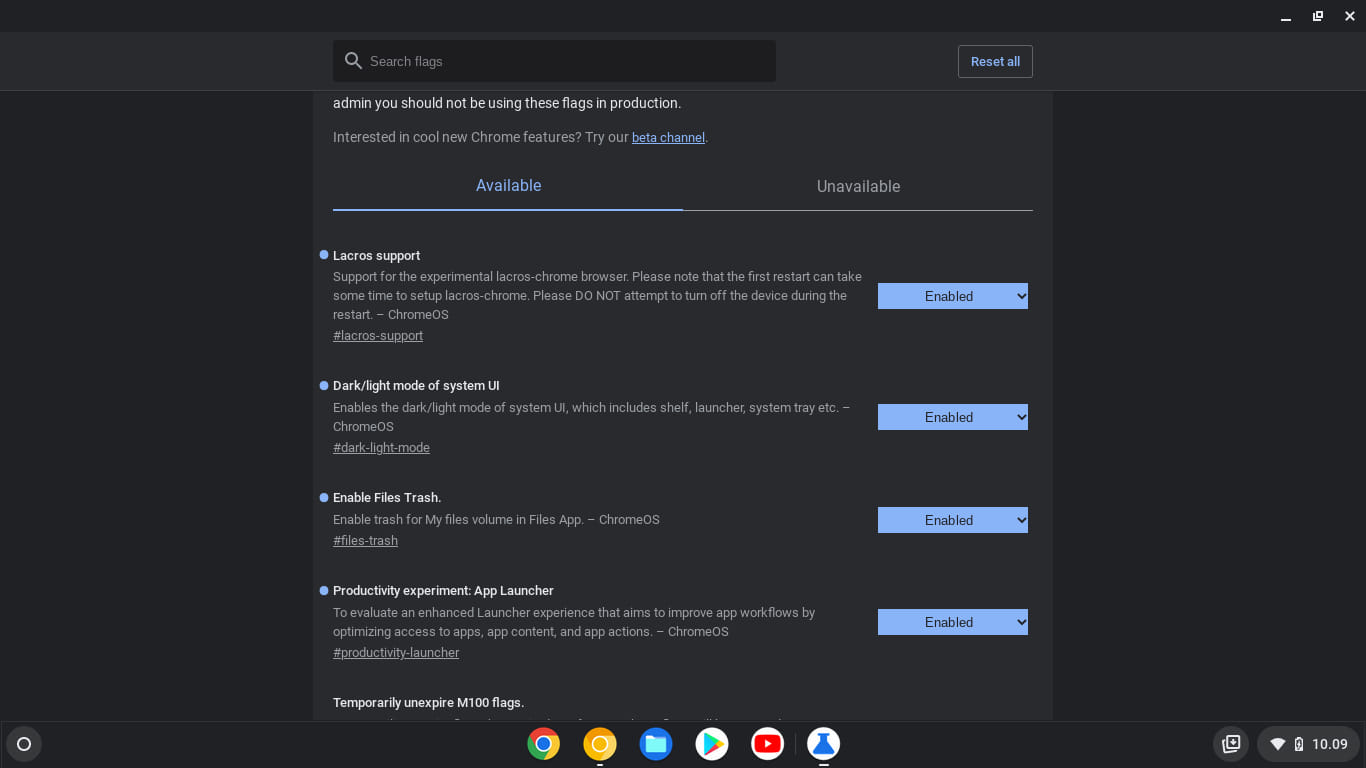 Search flags
Reset all
admin you should not be using these flags in production.
Interested in cool new Chrome features? Try our beta channel.
Available
Unavailable
Lacros support
Support for the experimental lacros-chrome browser. Please note that the first restart can take
some time to setup lacros-chrome. Please DO NOT attempt to turn off the device during the
restart. – ChromeOS
#lacros-support
Enabled
Dark/light mode of system UI
Enables the dark/light mode of system UI, which includes shelf, launcher, system tray etc. –
ChromeOS
#dark-light-mode
Enabled
Enable Files Trash.
Enable trash for My files volume in Files App. – ChromeOS
#files-trash
Enabled
Productivity experiment: App Launcher
To evaluate an enhanced Launcher experience that aims to improve app workflows by
optimizing access to apps, app content, and app actions. – ChromeOS
#productivity-launcher
Enabled
Temporarily unexpire M100 flags.
10.09